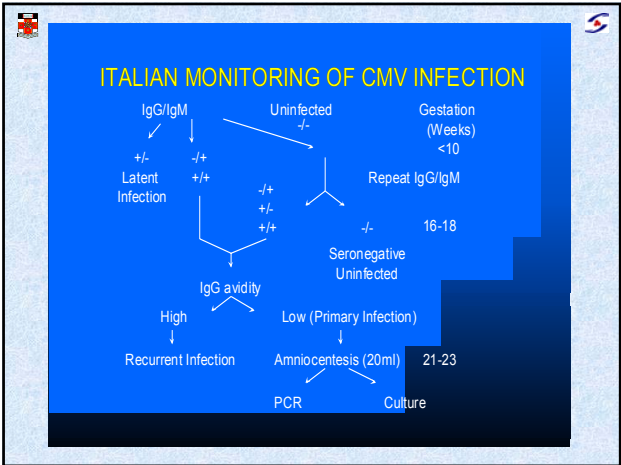 ITALIAN MONITORING OF CMV INFECTION
IgG/IgM Uninfected Gestation
-/- (Weeks)
<10
+/- -/+
Latent +/+ Repeat IgG/IgM
Infection
-/+
+/-
+/+ -/- 16-18
Seronegative
Uninfected
IgG avidity
High Low (Primary Infection)
Recurrent Infection Amniocentesis (20ml) 21-23
PCR Culture